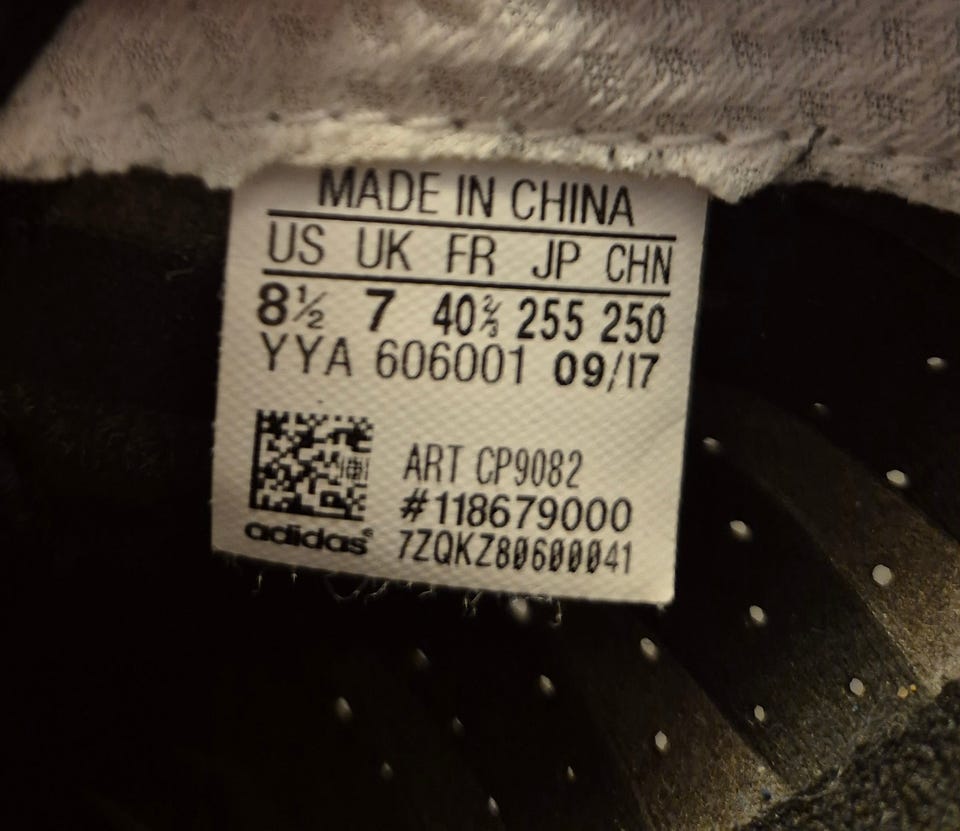 MADE IN CHINA
US UK FR JP CHN
8½ 7 40⅔ 255 250
YYA 606001 09/17
ART CP9082
#118679000
adidas® 7ZQKZ80600041